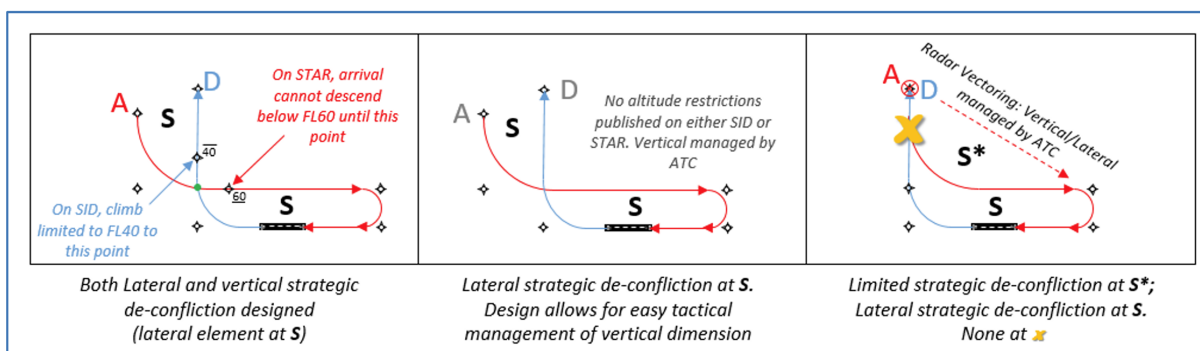 On STAR, arrival
cannot descend
below FL60 until this
point
A
D
S
40
60
S
On SID, climb
limited to FL40 to
this point
Both Lateral and vertical strategic
de-confliction designed
(lateral element at S)
D
A
S
No altitude restrictions
published on either SID or
STAR. Vertical managed by
ATC
S
Lateral strategic de-confliction at S.
Design allows for easy tactical
management of vertical dimension
A
D
Radar Vectoring: Vertical/Lateral
managed by ATC
S*
S
Limited strategic de-confliction at S*;
Lateral strategic de-confliction at S.
None at